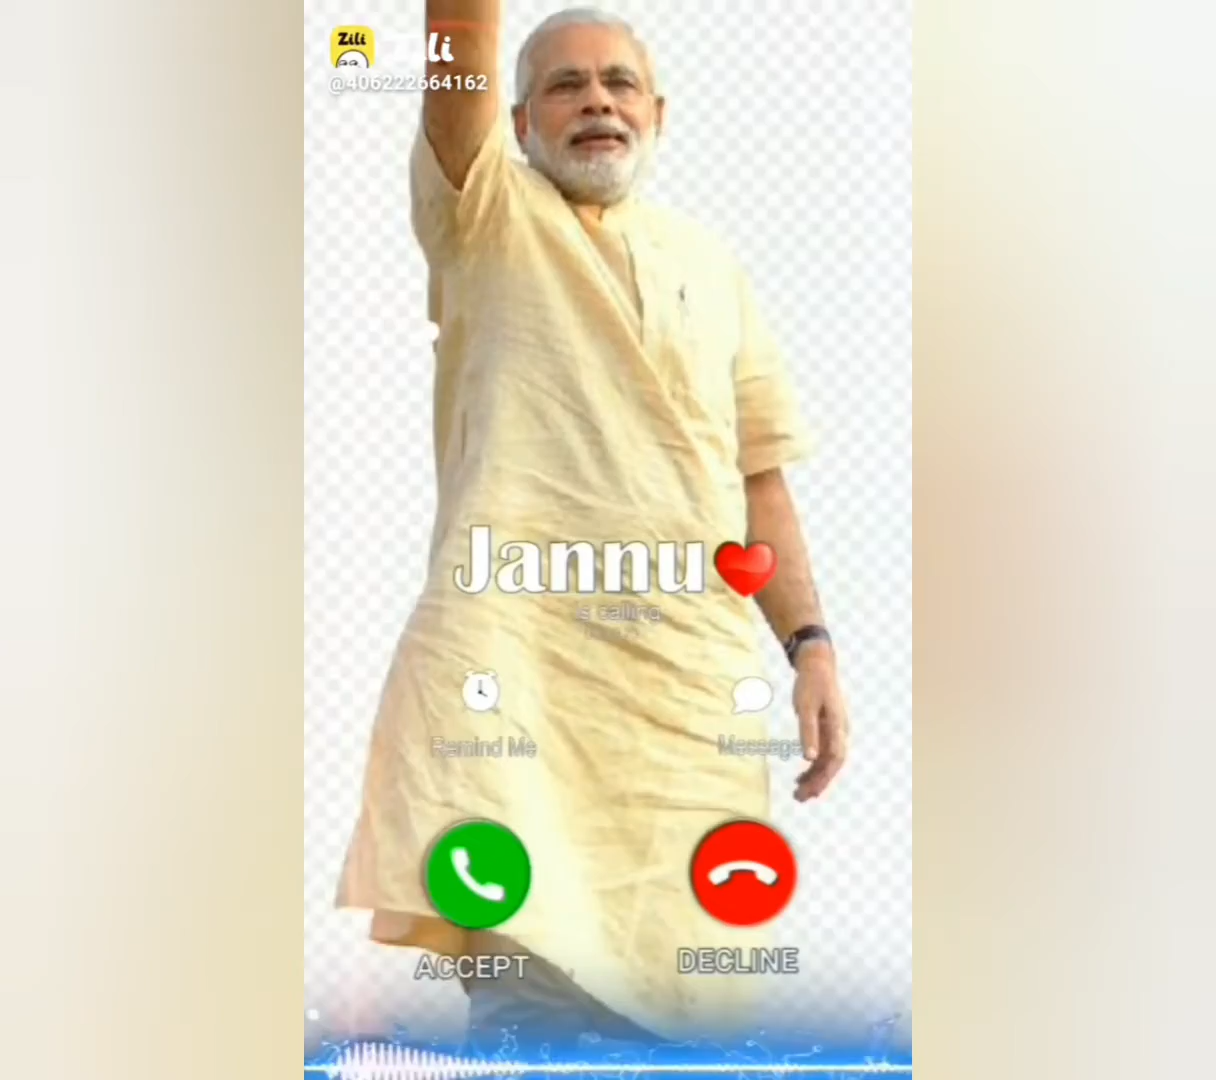 Zili
Zili
@406222664162
Jannu❤
is calling
Remind Me
Message
ACCEPT
DECLINE